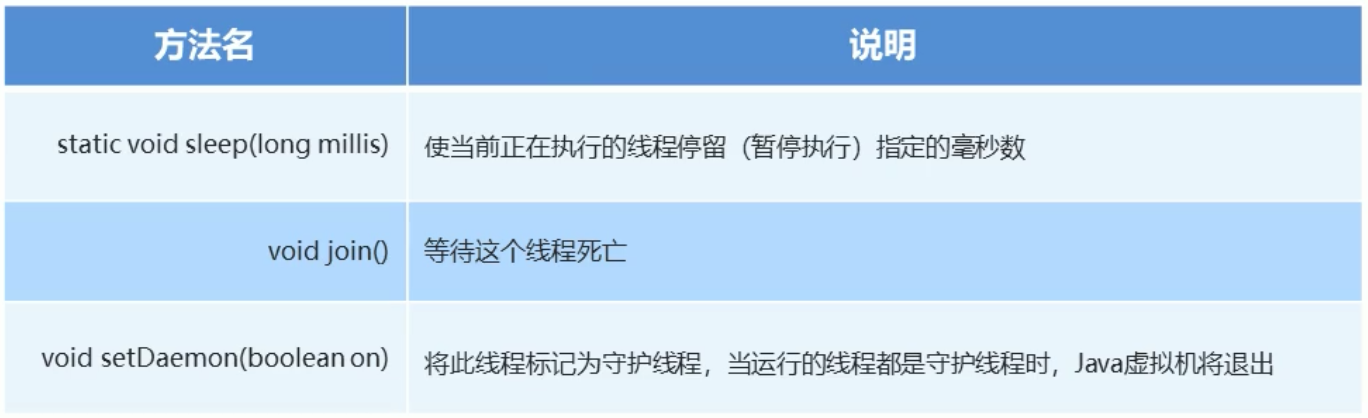 方法名
说明
static void sleep(long millis)
使当前正在执行的线程停留（暂停执行）指定的毫秒数
void join()
等待这个线程死亡
void setDaemon(boolean on)
将此线程标记为守护线程，当运行的线程都是守护线程时，Java虚拟机将退出